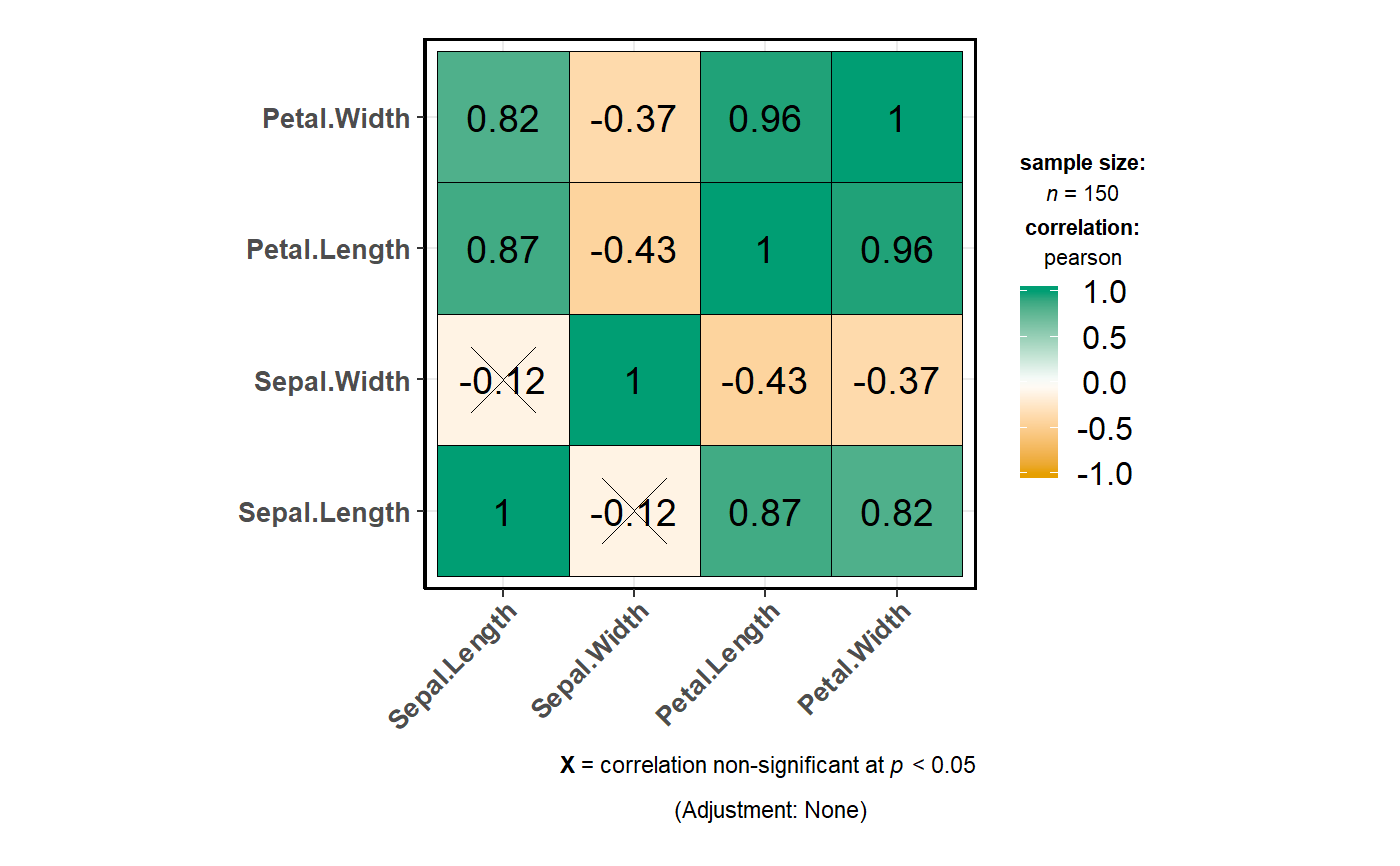 Petal.Width 0.82 -0.37 0.96 1
Petal.Length 0.87 -0.43 1 0.96
Sepal.Width -0.12 1 -0.43 -0.37
Sepal.Length 1 -0.12 0.87 0.82
Sepal.Length Sepal.Width Petal.Length Petal.Width
sample size:
n = 150
correlation:
pearson
1.0
0.5
0.0
-0.5
-1.0
X = correlation non-significant at p < 0.05
(Adjustment: None)